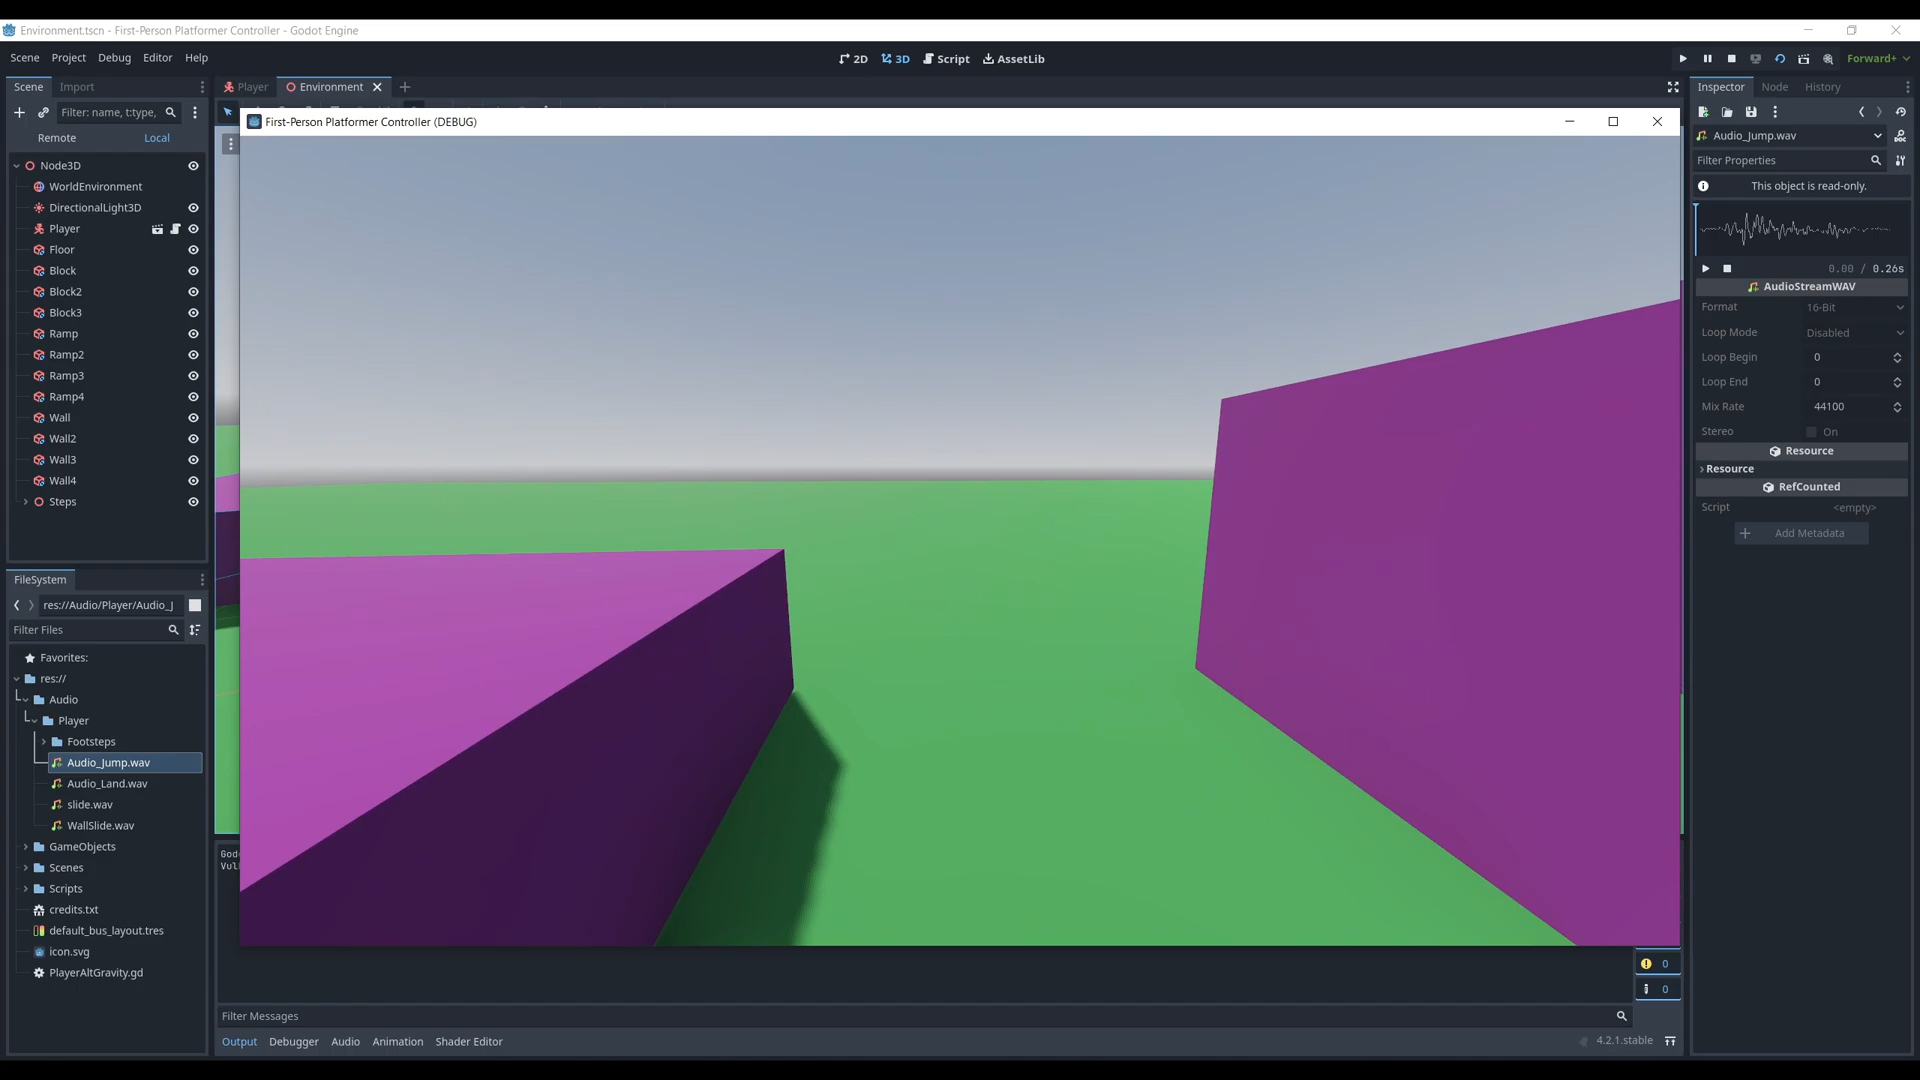 Environment.tscn - First-Person Platformer Controller - Godot Engine
Scene Project Debug Editor Help
2D 3D Script AssetLib
Forward+
Scene Import
Player Environment
Inspector Node History
Filter: name, t:type,
Remote Local
First-Person Platformer Controller (DEBUG)
Audio_Jump.wav
Filter Properties
This object is read-only.
0.00 / 0.26s
AudioStreamWAV
Format 16-Bit
Loop Mode Disabled
Loop Begin 0
Loop End 0
Mix Rate 44100
Stereo On
Resource
Resource
RefCounted
Script <empty>
Add Metadata
Node3D
WorldEnvironment
DirectionalLight3D
Player
Floor
Block
Block2
Block3
Ramp
Ramp2
Ramp3
Ramp4
Wall
Wall2
Wall3
Wall4
Steps
FileSystem
res://Audio/Player/Audio_J
Filter Files
Favorites:
res://
Audio
Player
Footsteps
Audio_Jump.wav
Audio_Land.wav
slide.wav
WallSlide.wav
GameObjects
Scenes
Scripts
credits.txt
default_bus_layout.tres
icon.svg
PlayerAltGravity.gd
0
0
Filter Messages
Output Debugger Audio Animation Shader Editor
4.2.1.stable